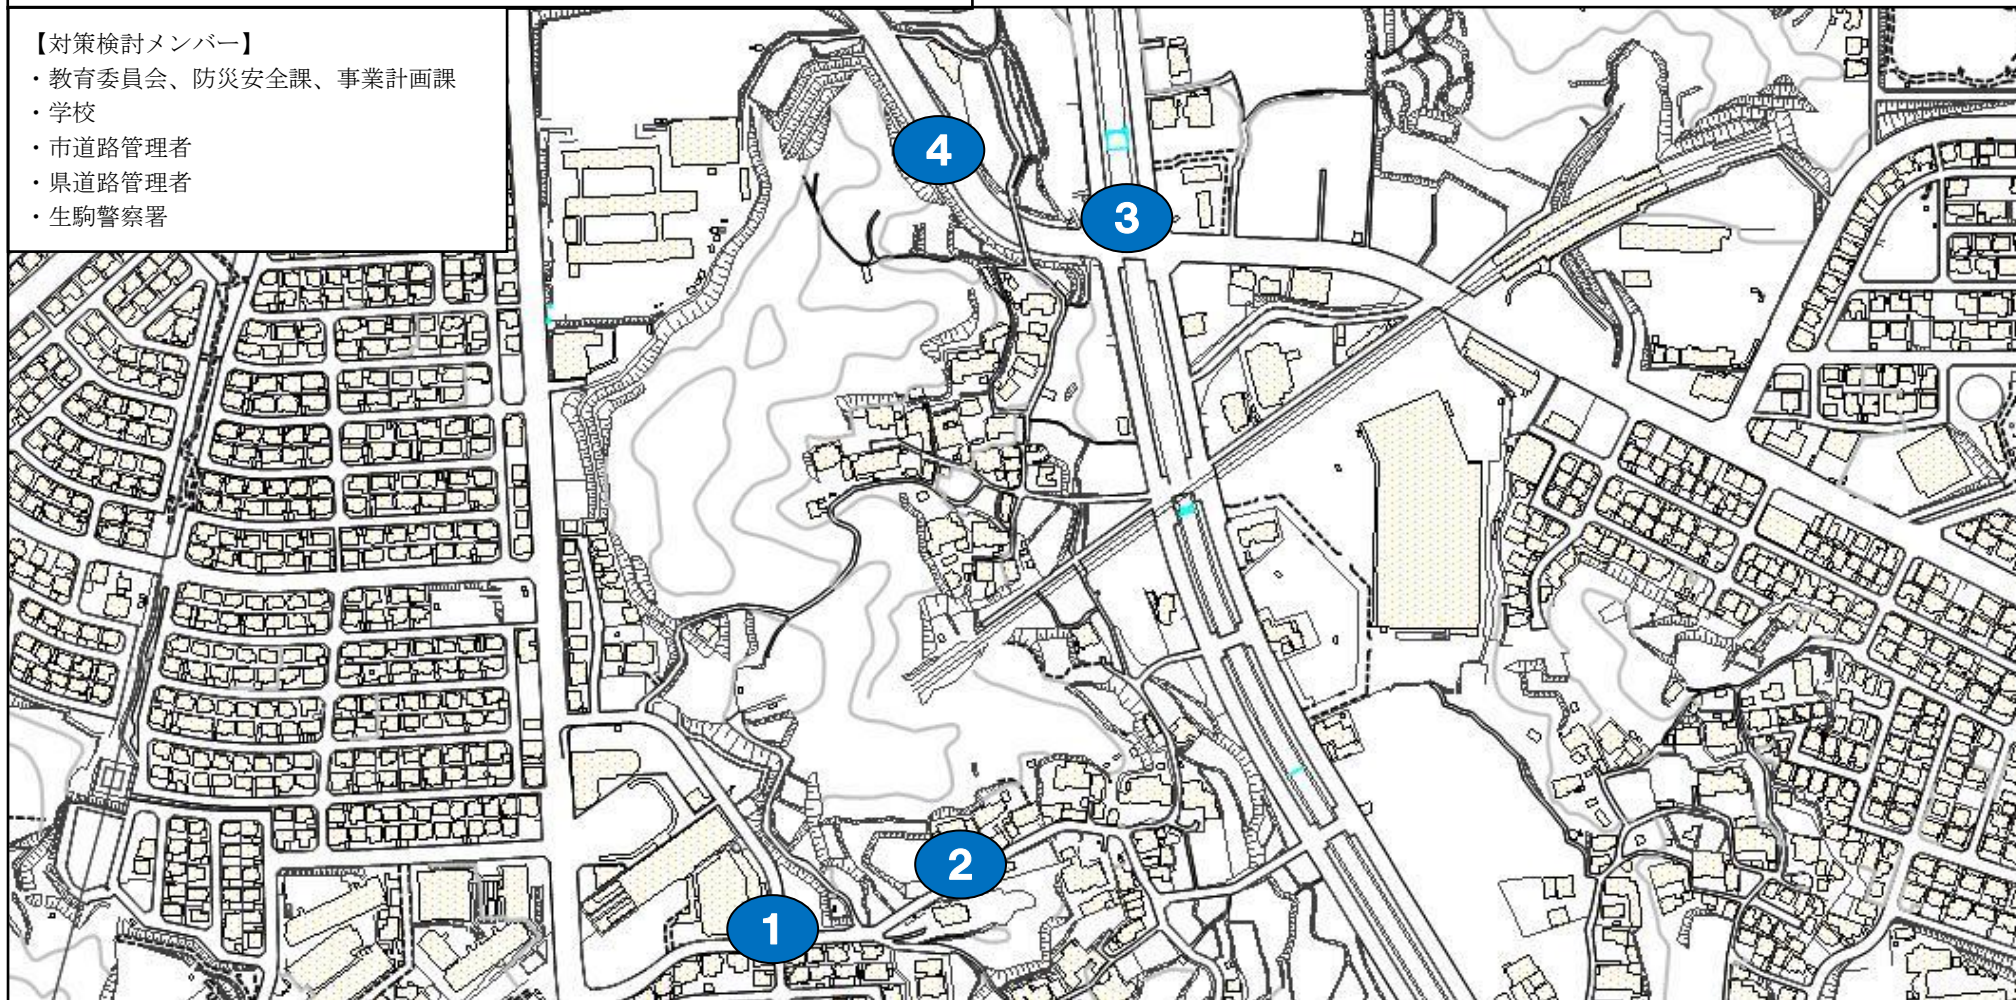 【対策検討メンバー】
・教育委員会、防災安全課、事業計画課
・学校
・市道路管理者
・県道路管理者
・生駒警察署
4
3
2
1